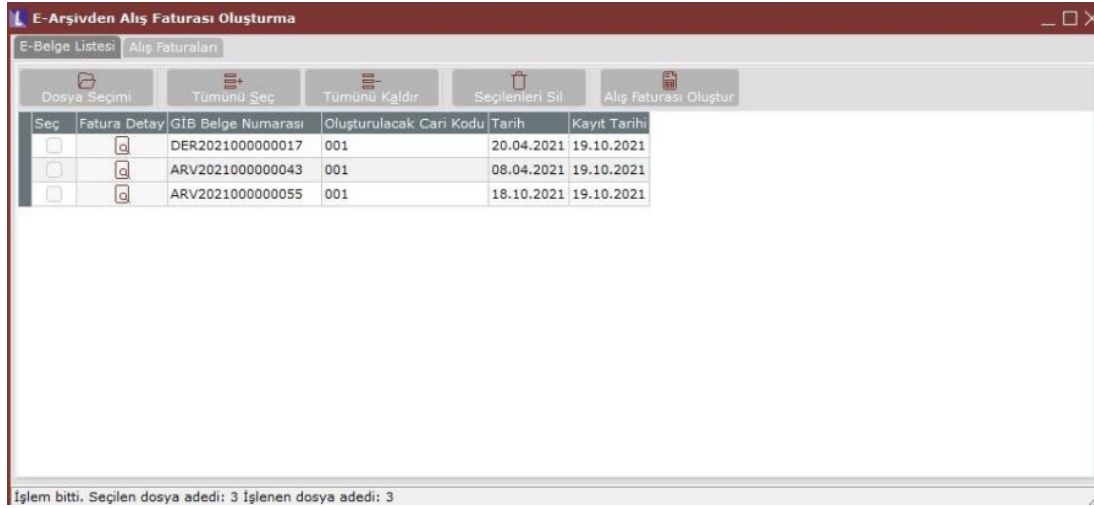 E-Arşivden Alış Faturası Oluşturma
E-Belge Listesi Alış Faturaları
Dosya Seçimi Tümünü Seç Tümünü Kaldır Seçilenleri Sil Alış Faturası Oluştur
Seç Fatura Detay GİB Belge Numarası Oluşturulacak Cari Kodu Tarih Kayıt Tarihi
DER2021000000017 001 20.04.2021 19.10.2021
ARV2021000000043 001 08.04.2021 19.10.2021
ARV2021000000055 001 18.10.2021 19.10.2021
İşlem bitti. Seçilen dosya adedi: 3 İşlenen dosya adedi: 3